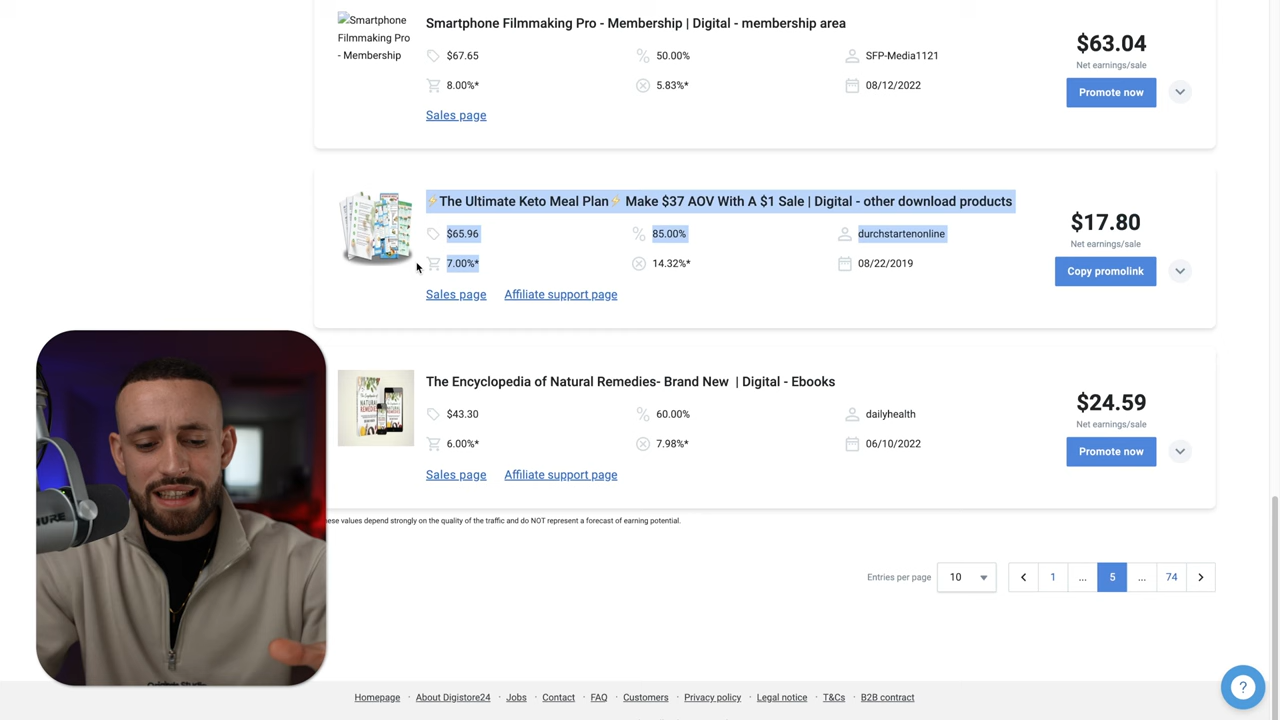 Smartphone
Filmmaking Pro
- Membership
Smartphone Filmmaking Pro - Membership | Digital - membership area
$67.65 50.00% SFP-Media1121
8.00%* 5.83%* 08/12/2022
Sales page
$63.04
Net earnings/sale
Promote now
⚡The Ultimate Keto Meal Plan⚡ Make $37 AOV With A $1 Sale | Digital - other download products
$65.96 85.00% durchstartenonline
7.00%* 14.32%* 08/22/2019
Sales page Affiliate support page
$17.80
Net earnings/sale
Copy promolink
The Encyclopedia of Natural Remedies- Brand New | Digital - Ebooks
$43.30 60.00% dailyhealth
6.00%* 7.98%* 06/10/2022
Sales page Affiliate support page
$24.59
Net earnings/sale
Promote now
values depend strongly on the quality of the traffic and do NOT represent a forecast of earning potential.
Entries per page 10 1 ... 5 ... 74
Homepage · About Digistore24 · Jobs · Contact · FAQ · Customers · Privacy policy · Legal notice · T&Cs · B2B contract
?